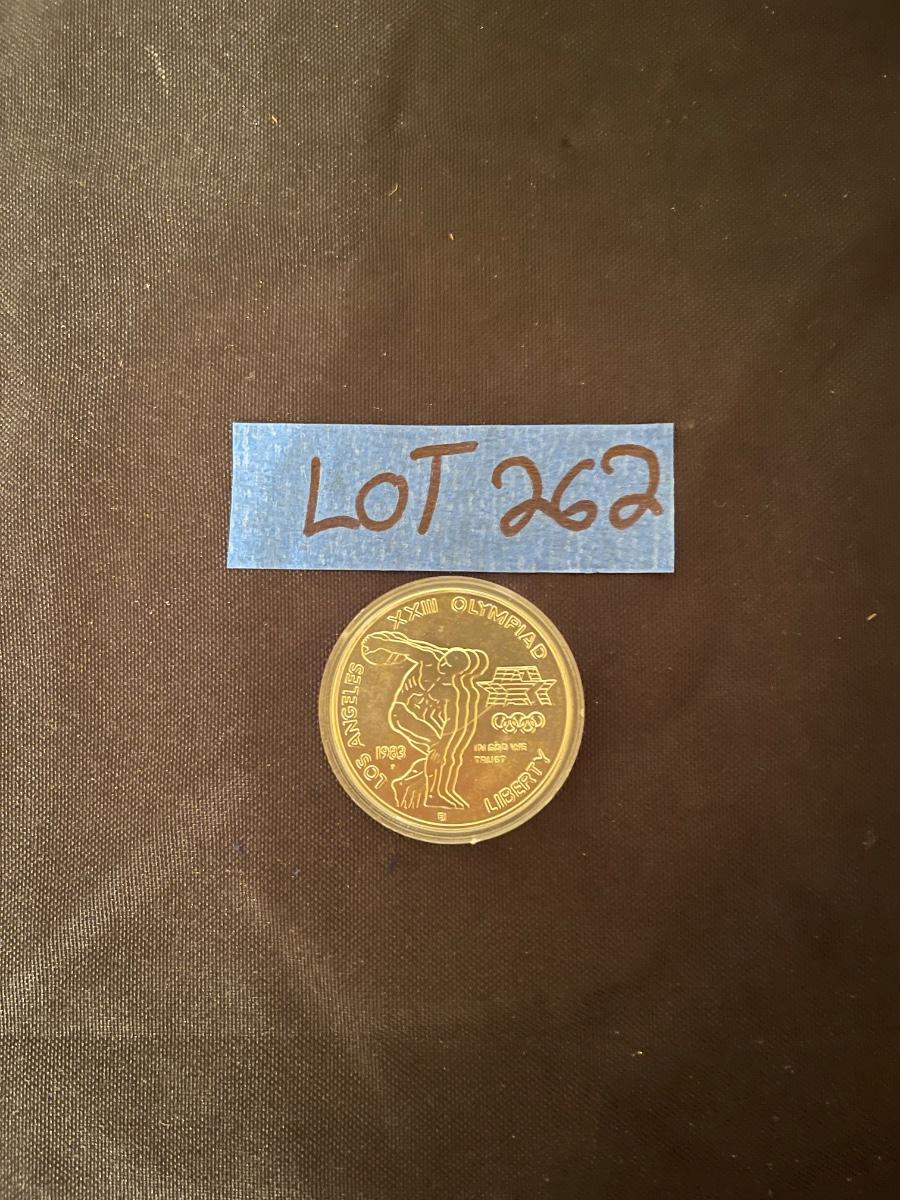 LOT 262
XXIII OLYMPIAD
LOS ANGELES
1983
P
IN GOD WE
TRUST
LIBERTY